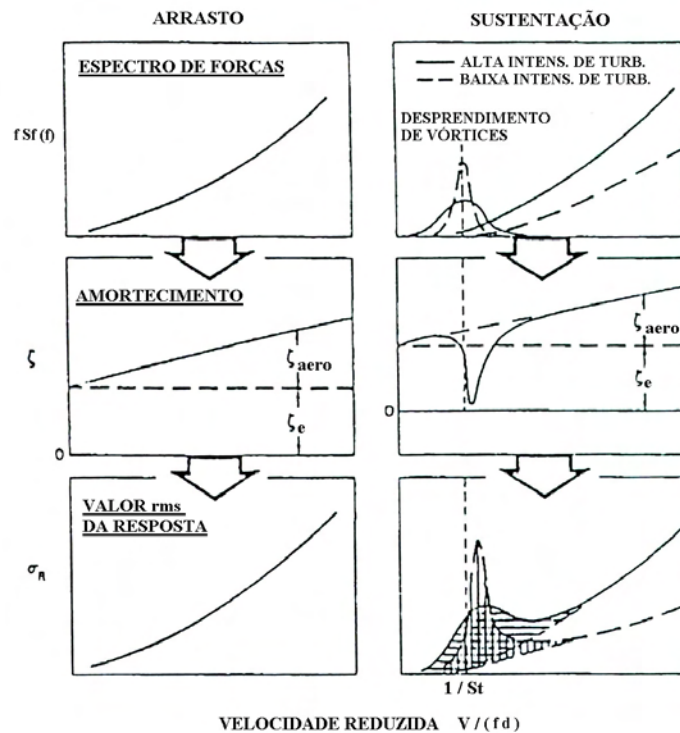 ARRASTO
SUSTENTAÇÃO
ESPECTRO DE FORÇAS
f Sf (f)
ALTA INTENS. DE TURB.
BAIXA INTENS. DE TURB.
DESPRENDIMENTO
DE VÓRTICES
AMORTECIMENTO
ζ
ζaero
ζe
0
ζaero
ζe
0
VALOR rms
DA RESPOSTA
σR
1 / St
VELOCIDADE REDUZIDA V / ( f d )